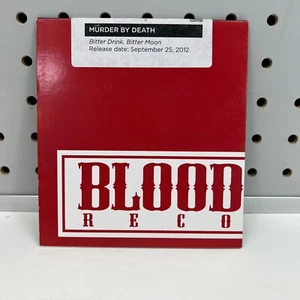 MURDER BY DEATH
Bitter Drink, Bitter Moon
Release date: September 25, 2012
BLOOD
RECO